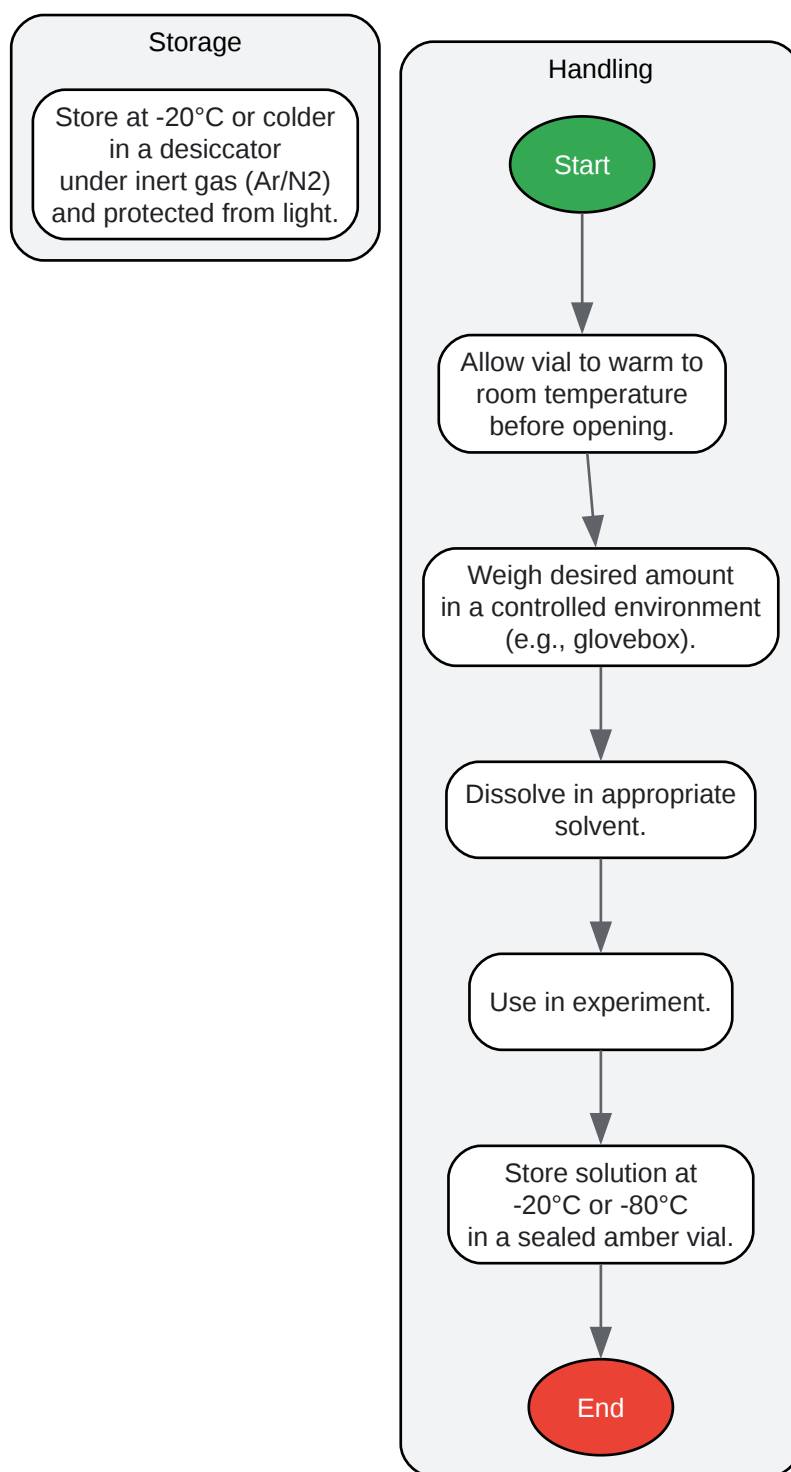 Storage
Store at -20°C or colder
in a desiccator
under inert gas (Ar/N2)
and protected from light.
Handling
Start
Allow vial to warm to
room temperature
before opening.
Weigh desired amount
in a controlled environment
(e.g., glovebox).
Dissolve in appropriate
solvent.
Use in experiment.
Store solution at
-20°C or -80°C
in a sealed amber vial.
End